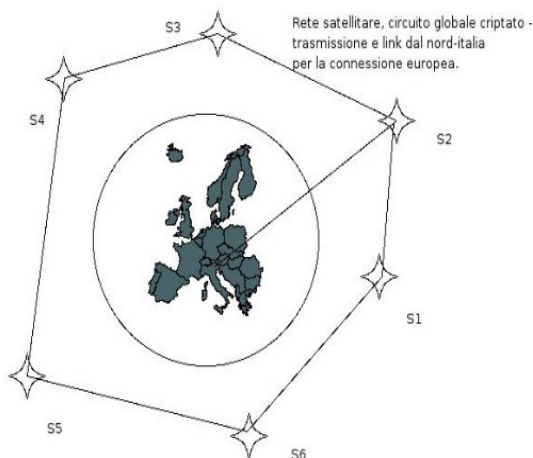 Rete satellitare, circuito globale criptato -
trasmissione e link dal nord-italia
per la connessione europea.
S3
S4
S2
S1
S5
S6